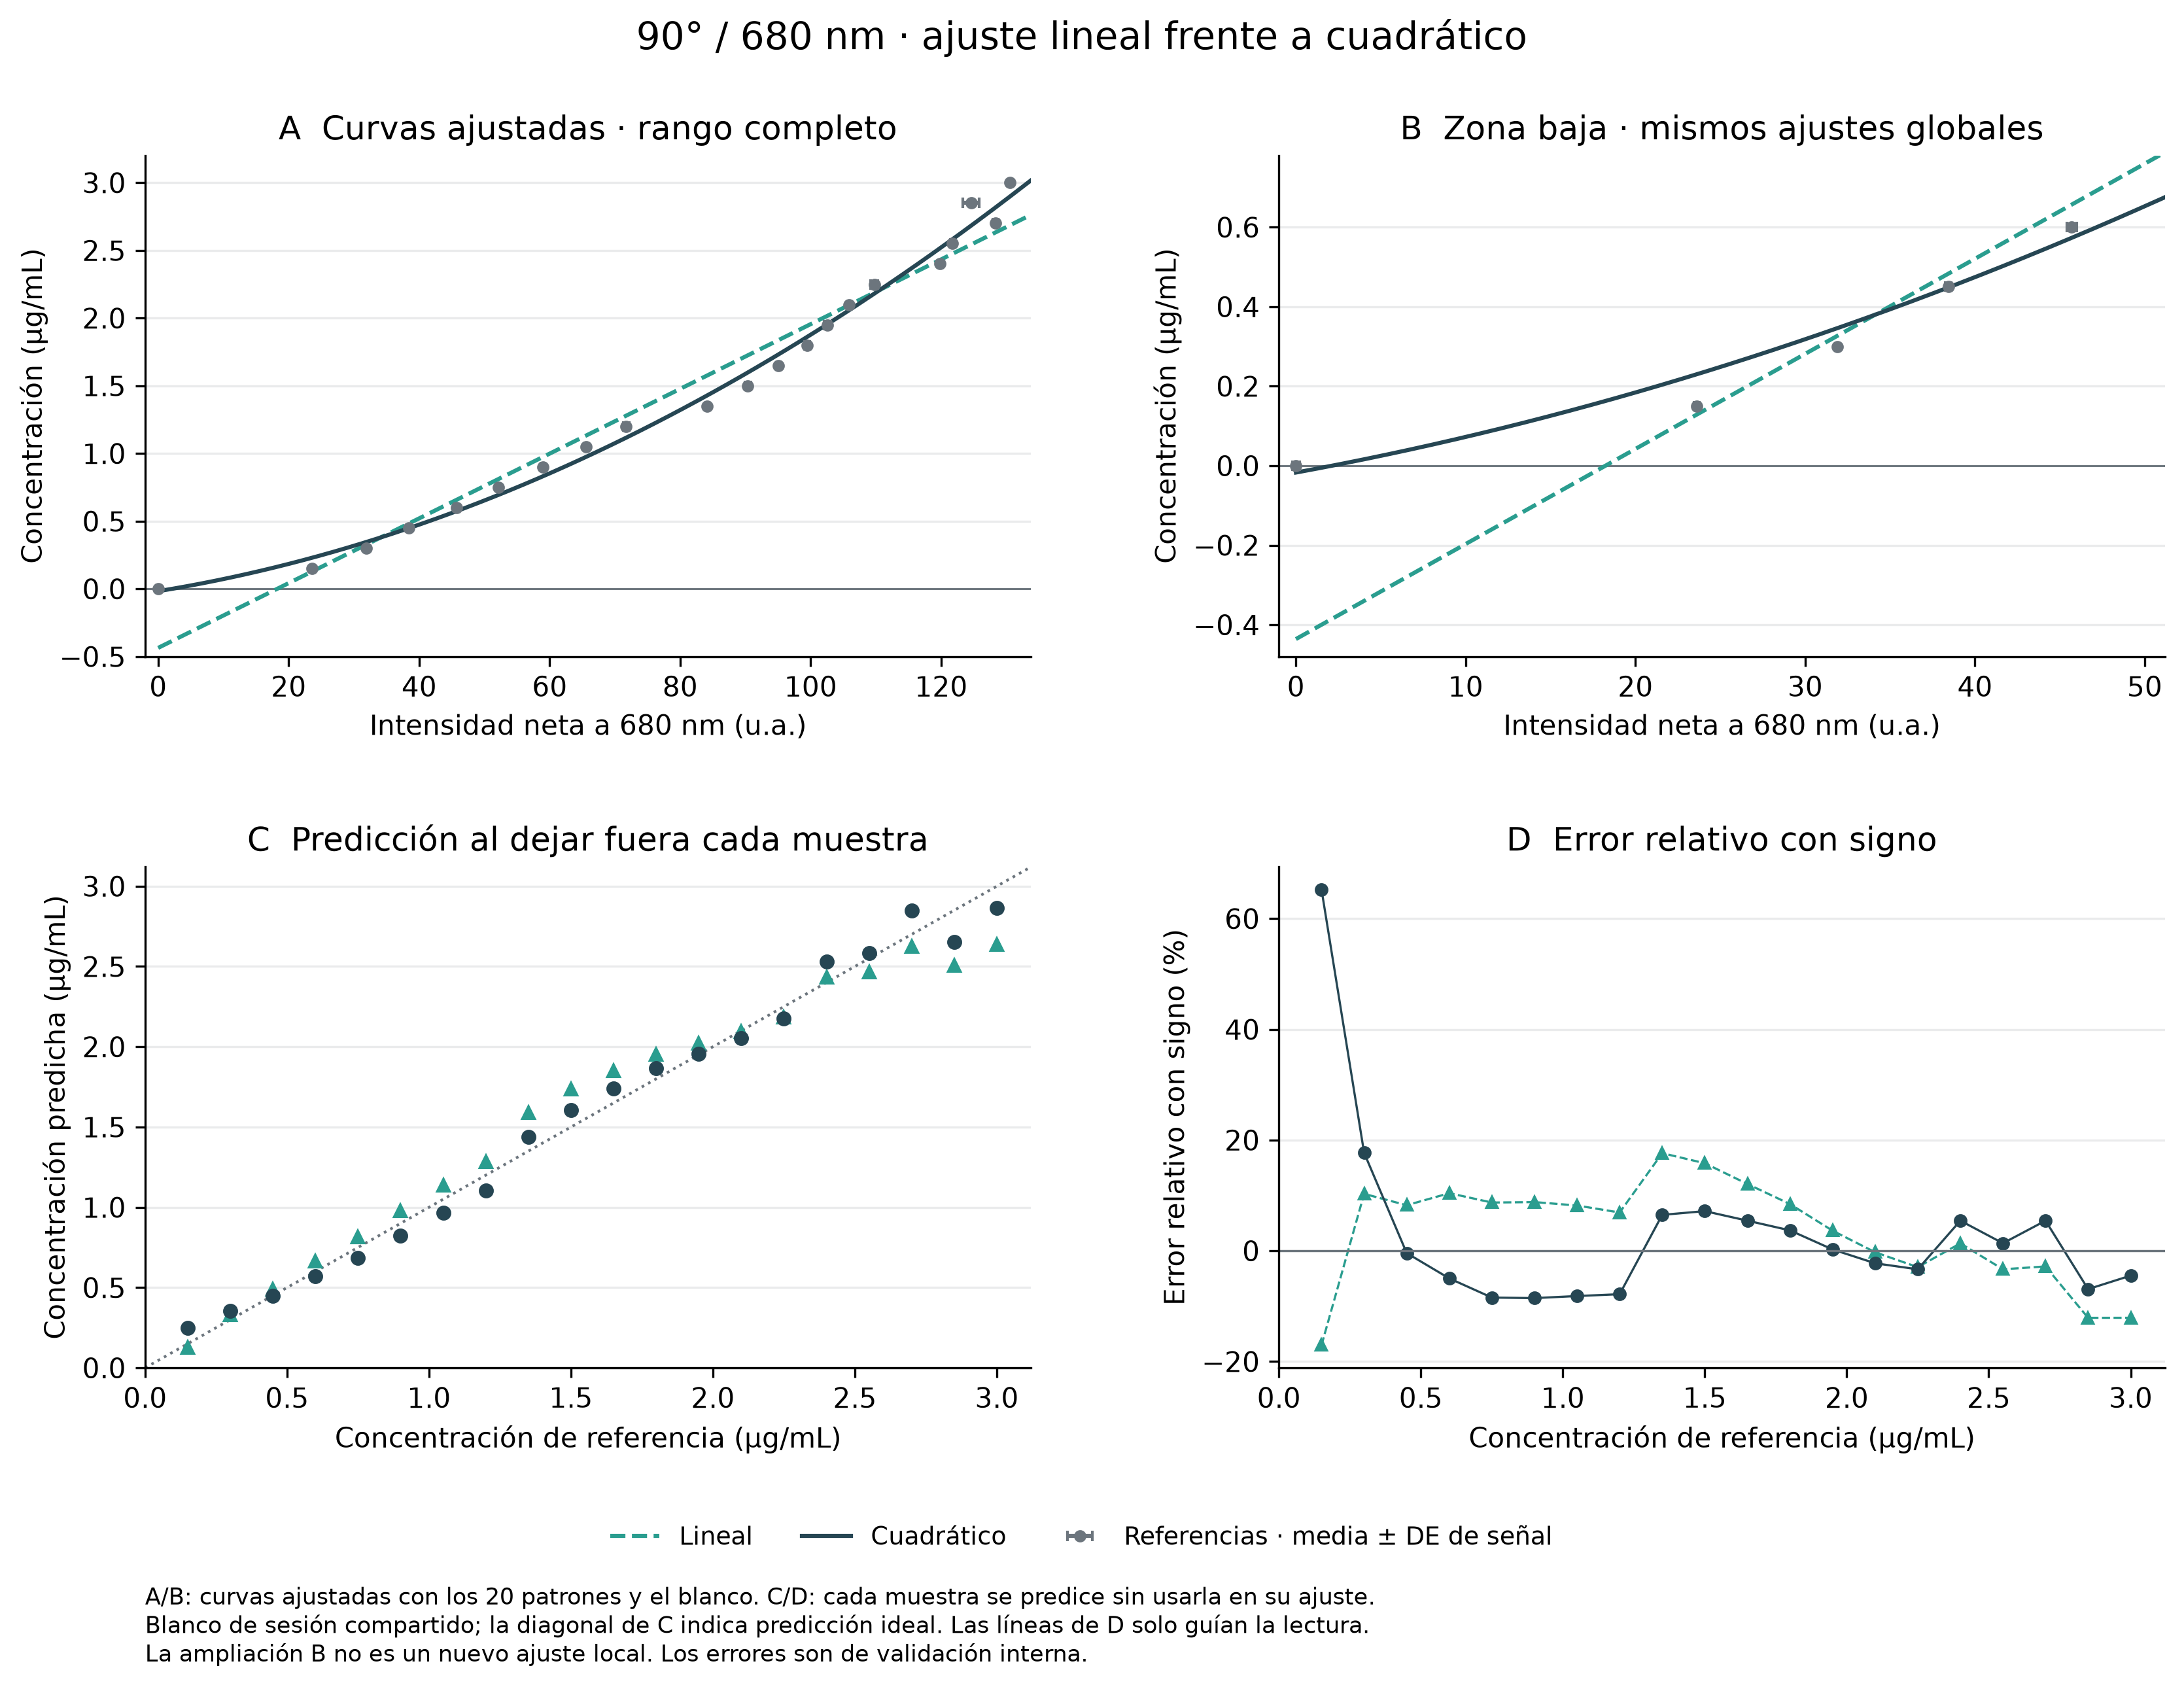 90° / 680 nm · ajuste lineal frente a cuadrático
A  Curvas ajustadas · rango completo
Concentración (µg/mL)
3.0
2.5
2.0
1.5
1.0
0.5
0.0
−0.5
0 20 40 60 80 100 120
Intensidad neta a 680 nm (u.a.)
B  Zona baja · mismos ajustes globales
Concentración (µg/mL)
0.6
0.4
0.2
0.0
−0.2
−0.4
0 10 20 30 40 50
Intensidad neta a 680 nm (u.a.)
C  Predicción al dejar fuera cada muestra
Concentración predicha (µg/mL)
3.0
2.5
2.0
1.5
1.0
0.5
0.0
0.0 0.5 1.0 1.5 2.0 2.5 3.0
Concentración de referencia (µg/mL)
D  Error relativo con signo
Error relativo con signo (%)
60
40
20
0
−20
0.0 0.5 1.0 1.5 2.0 2.5 3.0
Concentración de referencia (µg/mL)
Lineal Cuadrático Referencias · media ± DE de señal
A/B: curvas ajustadas con los 20 patrones y el blanco. C/D: cada muestra se predice sin usarla en su ajuste.
Blanco de sesión compartido; la diagonal de C indica predicción ideal. Las líneas de D solo guían la lectura.
La ampliación B no es un nuevo ajuste local. Los errores son de validación interna.